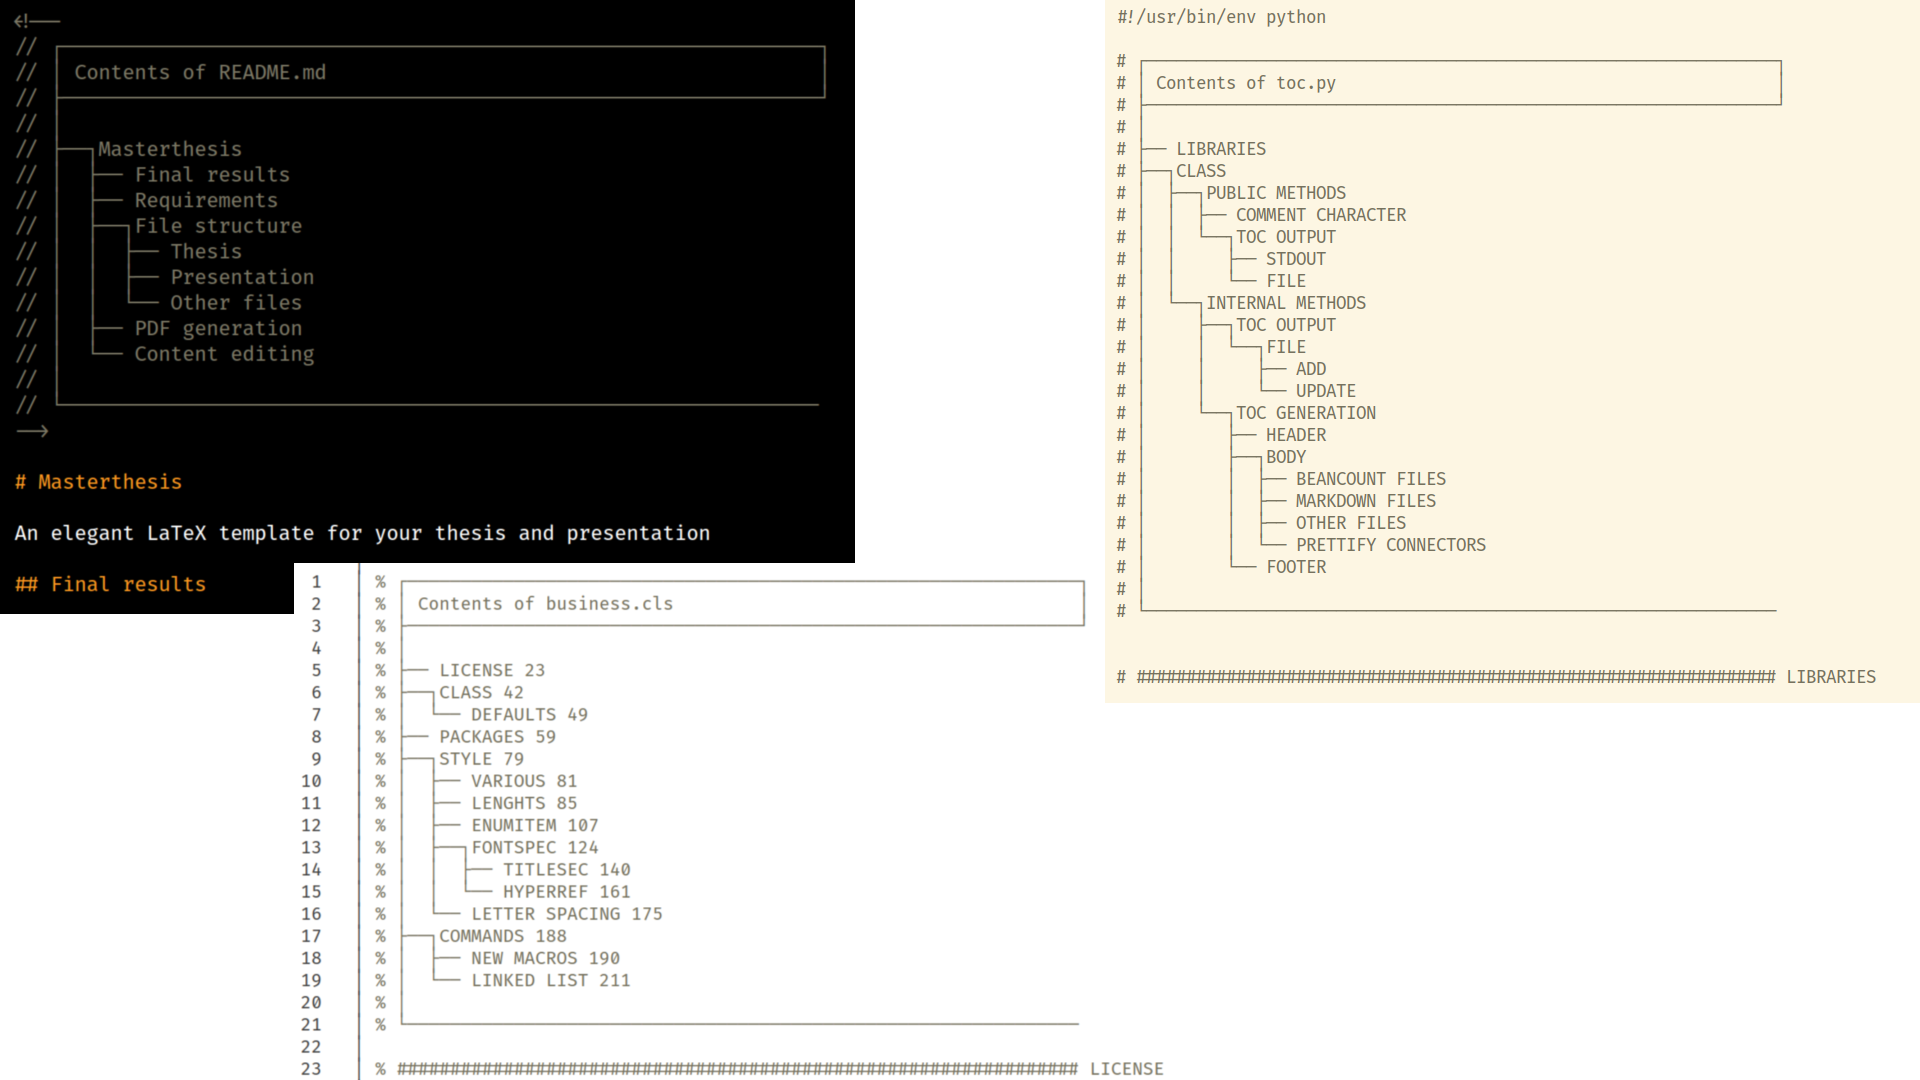 <!--
// ┌───────────────────────────────────────────────────────────────┐
// │ Contents of README.md                                         │
// ├───────────────────────────────────────────────────────────────┘
// │
// ├──┐Masterthesis
// │  ├── Final results
// │  ├── Requirements
// │  ├──┐File structure
// │  │  ├── Thesis
// │  │  ├── Presentation
// │  │  └── Other files
// │  ├── PDF generation
// │  └── Content editing
// │
// └───────────────────────────────────────────────────────────────
-->
# Masterthesis
An elegant LaTeX template for your thesis and presentation
## Final results
#!/usr/bin/env python
# ┌───────────────────────────────────────────────────────────────┐
# │ Contents of toc.py                                            │
# ├───────────────────────────────────────────────────────────────┘
# │
# ├── LIBRARIES
# ├──┐CLASS
# │  ├──┐PUBLIC METHODS
# │  │  ├── COMMENT CHARACTER
# │  │  └──┐TOC OUTPUT
# │  │     ├── STDOUT
# │  │     └── FILE
# │  └──┐INTERNAL METHODS
# │     ├──┐TOC OUTPUT
# │     │  └──┐FILE
# │     │     ├── ADD
# │     │     └── UPDATE
# │     └──┐TOC GENERATION
# │        ├── HEADER
# │        ├──┐BODY
# │        │  ├── BEANCOUNT FILES
# │        │  ├── MARKDOWN FILES
# │        │  ├── OTHER FILES
# │        │  └── PRETTIFY CONNECTORS
# │        └── FOOTER
# │
# └───────────────────────────────────────────────────────────────
# ################################################################ LIBRARIES
1 % ┌───────────────────────────────────────────────────────────────┐
2 % │ Contents of business.cls                                      │
3 % ├───────────────────────────────────────────────────────────────┘
4 % │
5 % ├── LICENSE 23
6 % ├──┐CLASS 42
7 % │  └── DEFAULTS 49
8 % ├── PACKAGES 59
9 % ├──┐STYLE 79
10 % │  ├── VARIOUS 81
11 % │  ├── LENGHTS 85
12 % │  ├── ENUMITEM 107
13 % │  ├──┐FONTSPEC 124
14 % │  │  ├── TITLESEC 140
15 % │  │  └── HYPERREF 161
16 % │  └── LETTER SPACING 175
17 % ├──┐COMMANDS 188
18 % │  ├── NEW MACROS 190
19 % │  └── LINKED LIST 211
20 % │
21 % └───────────────────────────────────────────────────────────────
22
23 % ################################################################ LICENSE